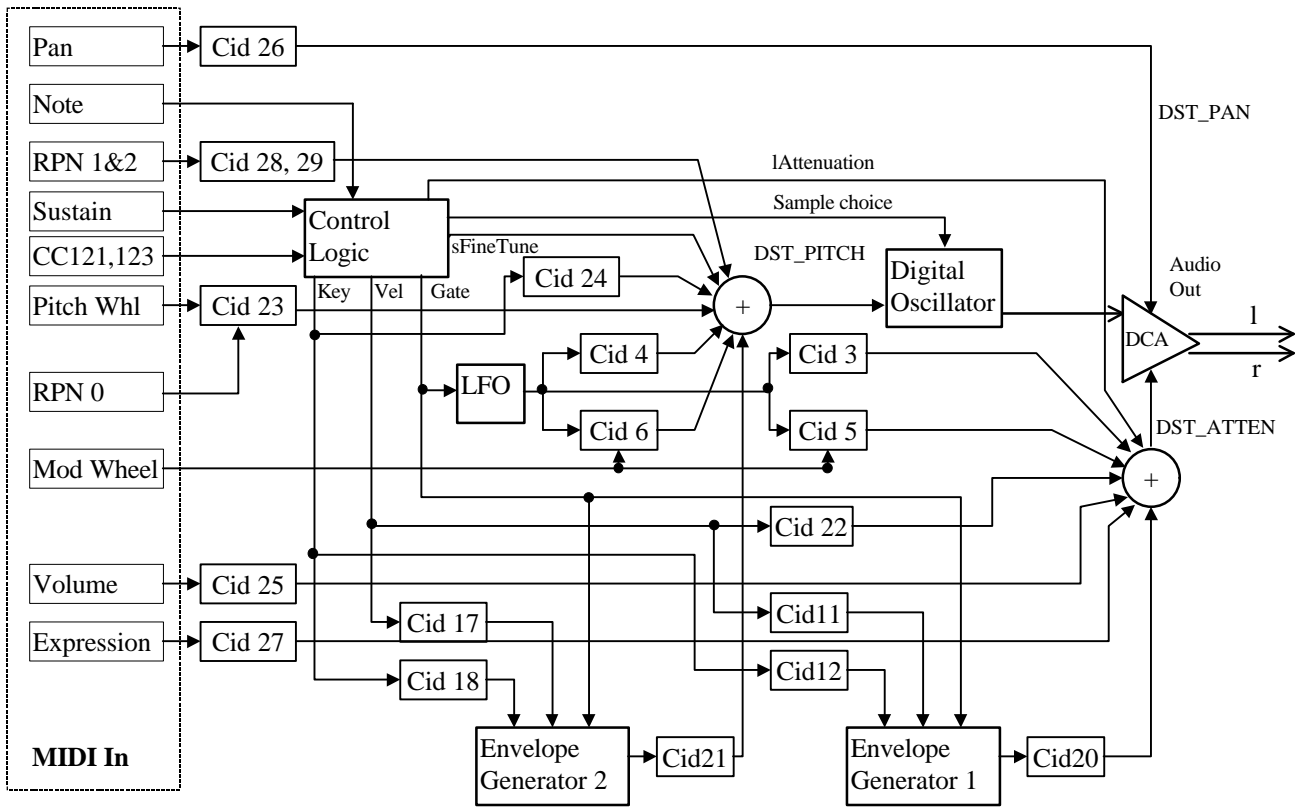 Pan
Cid 26
Note
DST_PAN
RPN 1&2
Cid 28, 29
lAttenuation
Sustain
Control
Logic
Sample choice
CC121,123
sFineTune
DST_PITCH
Digital
Oscillator
Audio
Out
Cid 24
Key
Vel
Gate
Pitch Whl
Cid 23
+
DCA
l
r
Cid 4
Cid 3
RPN 0
LFO
Cid 6
Cid 5
DST_ATTEN
Mod Wheel
+
Cid 22
Volume
Cid 25
Cid11
Cid 17
Expression
Cid 27
Cid12
Cid 18
MIDI In
Envelope
Generator 2
Cid21
Envelope
Generator 1
Cid20